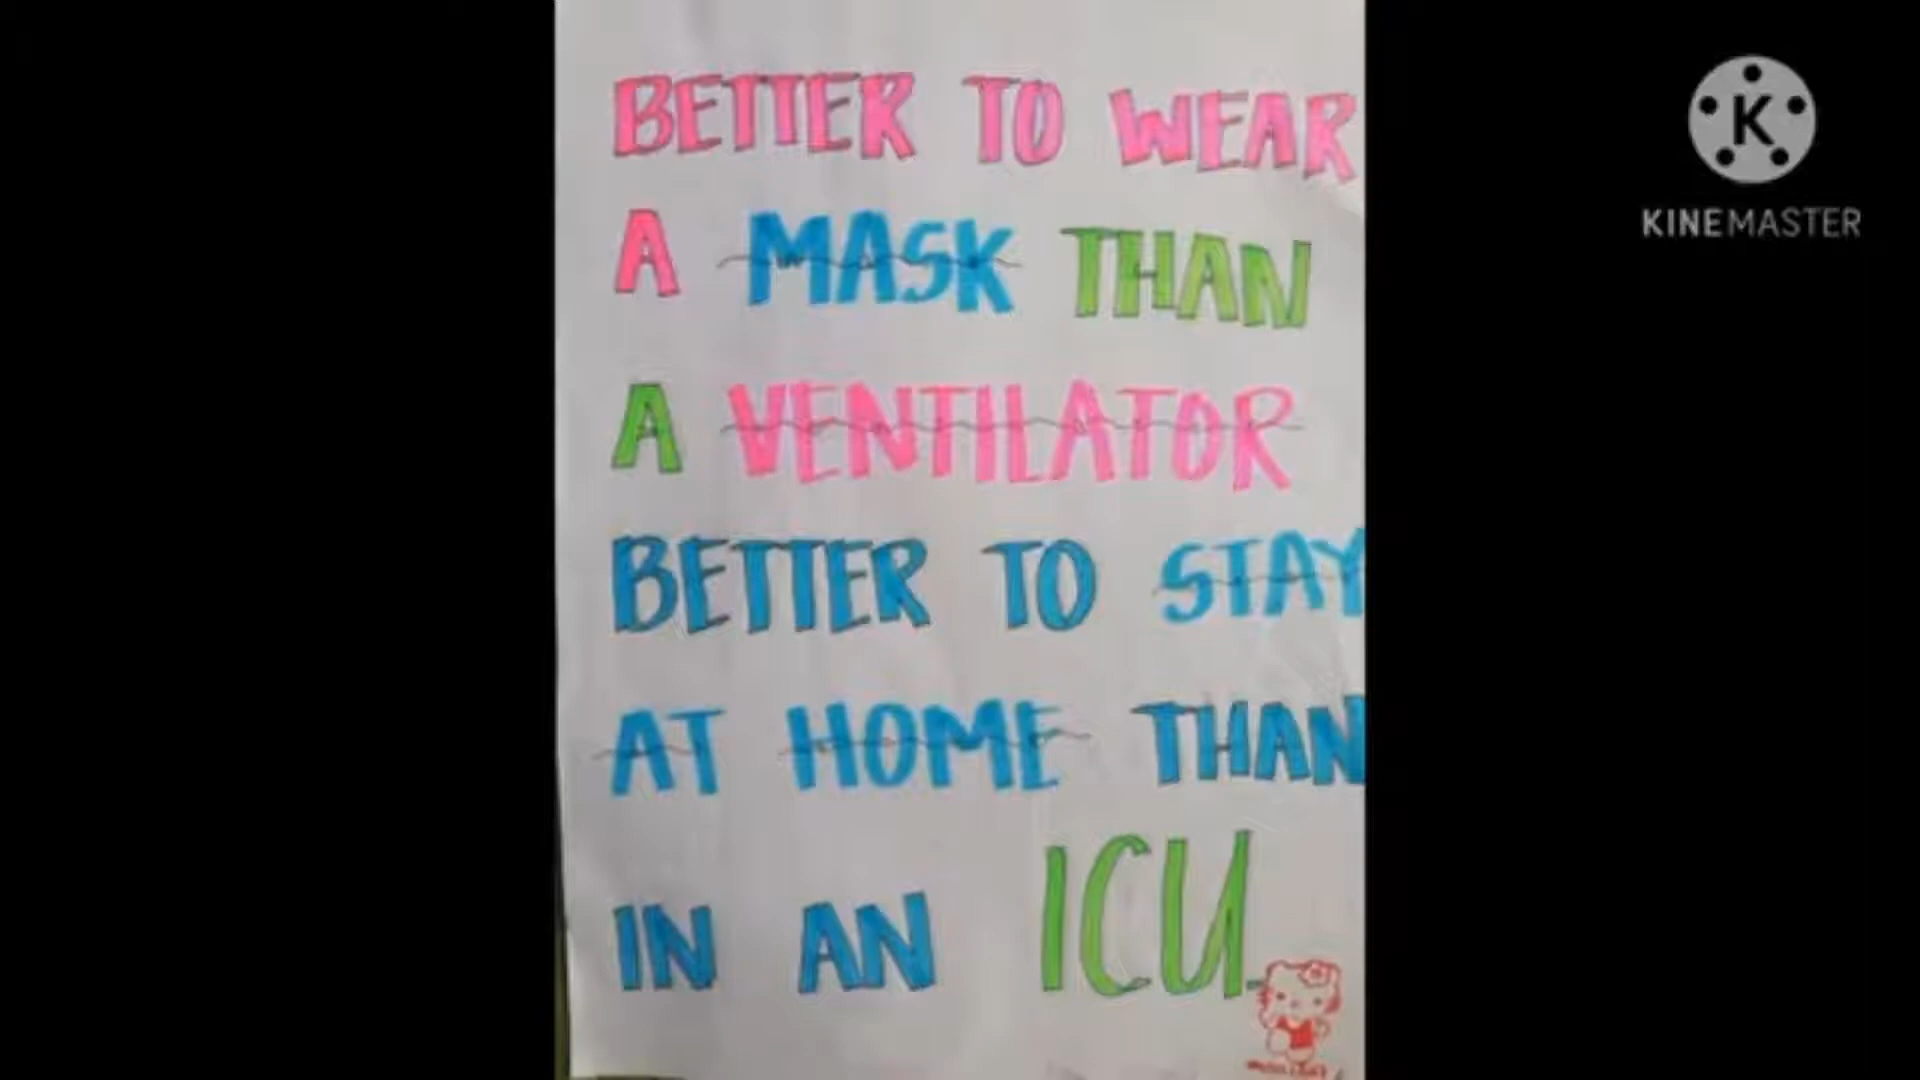 BETTER TO WEAR
A MASK THAN
A VENTILATOR
BETTER TO STAY
AT HOME THAN
IN AN ICU.
K
KINEMASTER